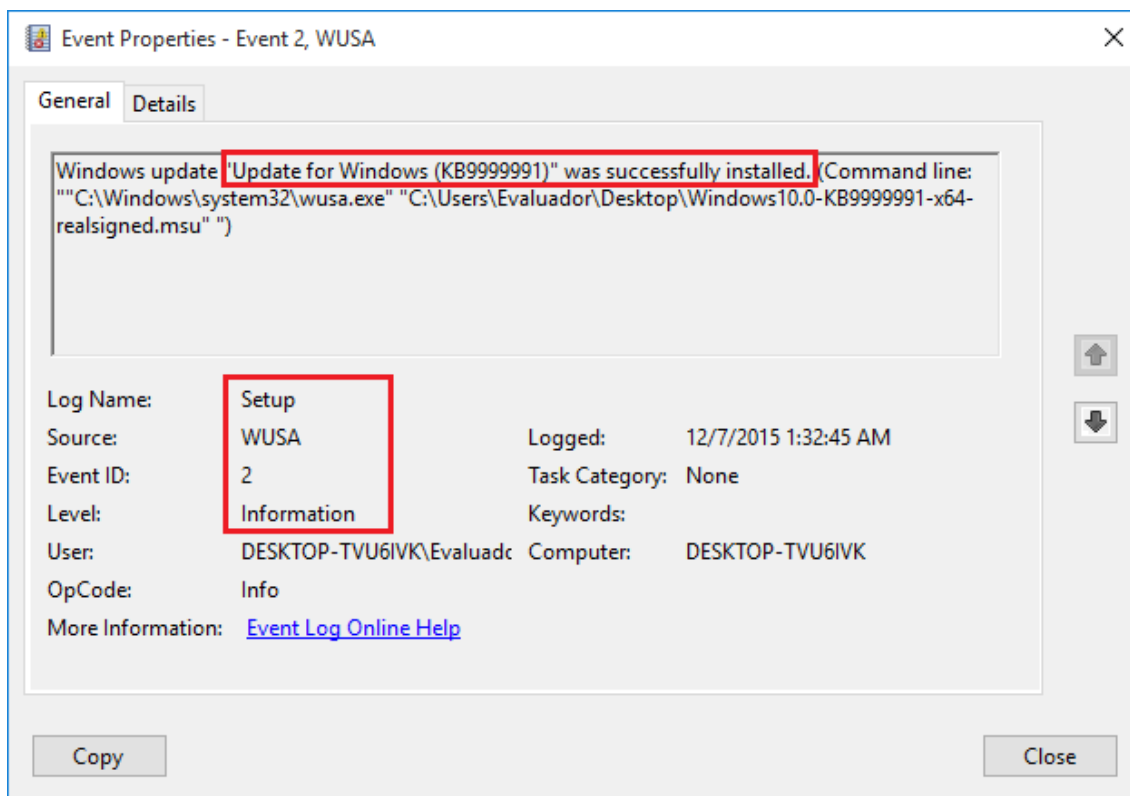 Event Properties - Event 2, WUSA
General Details
Windows update "Update for Windows (KB9999991)" was successfully installed. (Command line:
""C:\Windows\system32\wusa.exe" "C:\Users\Evaluador\Desktop\Windows10.0-KB9999991-x64-
realsigned.msu" ")
Log Name: Setup
Source: WUSA Logged: 12/7/2015 1:32:45 AM
Event ID: 2 Task Category: None
Level: Information Keywords:
User: DESKTOP-TVU6IVK\Evaluadc Computer: DESKTOP-TVU6IVK
OpCode: Info
More Information: Event Log Online Help
Copy Close